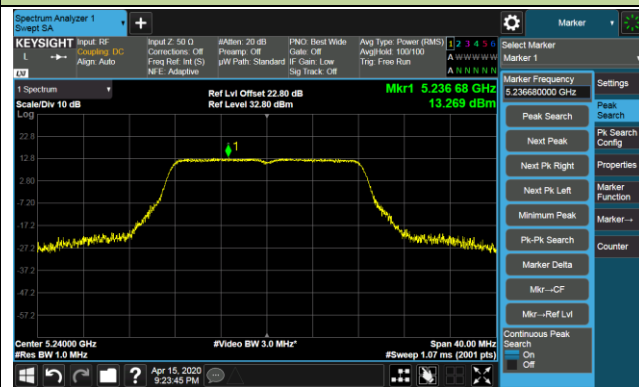 Spectrum Analyzer 1
Swept SA
Marker
KEYSIGHT
L
Input: RF
Coupling: DC
Align: Auto
Input Z: 50 Ω
Corrections: Off
Freq Ref: Int (S)
NFE: Adaptive
#Atten: 20 dB
Preamp: Off
µW Path: Standard
PNO: Best Wide
Gate: Off
IF Gain: Low
Sig Track: Off
Avg Type: Power (RMS)
Avg|Hold: 100/100
Trig: Free Run
1 2 3 4 5 6
A W W W W W
A N N N N N
Select Marker
Marker 1
1 Spectrum
Scale/Div 10 dB
Log
Ref Lvl Offset 22.80 dB
Ref Level 32.80 dBm
Mkr1 5.236 68 GHz
13.269 dBm
22.8
12.8
2.80
-7.20
-17.2
-27.2
-37.2
-47.2
-57.2
1
Center 5.24000 GHz
#Res BW 1.0 MHz
#Video BW 3.0 MHz*
Span 40.00 MHz
#Sweep 1.07 ms (2001 pts)
Marker Frequency
5.236680000 GHz
Peak Search
Next Peak
Next Pk Right
Next Pk Left
Minimum Peak
Pk-Pk Search
Marker Delta
Mkr→CF
Mkr→Ref Lvl
Continuous Peak
Search
On
Off
Settings
Peak
Search
Pk Search
Config
Properties
Marker
Function
Marker→
Counter
Apr 15, 2020
9:23:45 PM